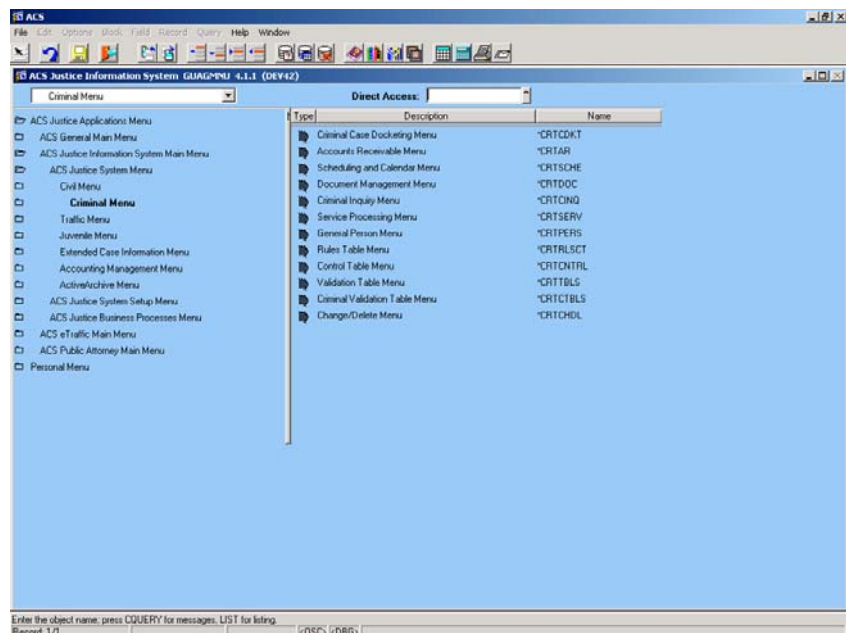 ACS
File Edit Options Block Field Record Query Help Window
ACS Justice Information System GUAGMNU 4.1.1 (DEV42)
Criminal Menu
Direct Access:
ACS Justice Applications Menu
ACS General Main Menu
ACS Justice Information System Main Menu
ACS Justice System Menu
Civil Menu
Criminal Menu
Traffic Menu
Juvenile Menu
Extended Case Information Menu
Accounting Management Menu
Active/Archive Menu
ACS Justice System Setup Menu
ACS Justice Business Processes Menu
ACS eTraffic Main Menu
ACS Public Attorney Main Menu
Personal Menu
Type Description Name
Criminal Case Docketing Menu *CRTCDKT
Accounts Receivable Menu *CRTAR
Scheduling and Calendar Menu *CRTSCHE
Document Management Menu *CRTDOC
Criminal Inquiry Menu *CRTCINQ
Service Processing Menu *CRTSERV
General Person Menu *CRTPERS
Rules Table Menu *CRTRLSCT
Control Table Menu *CRTCNTRL
Validation Table Menu *CRTTBLS
Criminal Validation Table Menu *CRTCTBLS
Change/Delete Menu *CRTCHDL
Enter the object name; press CQUERY for messages, LIST for listing.
Record: 1/1 <OSC> <DBG>